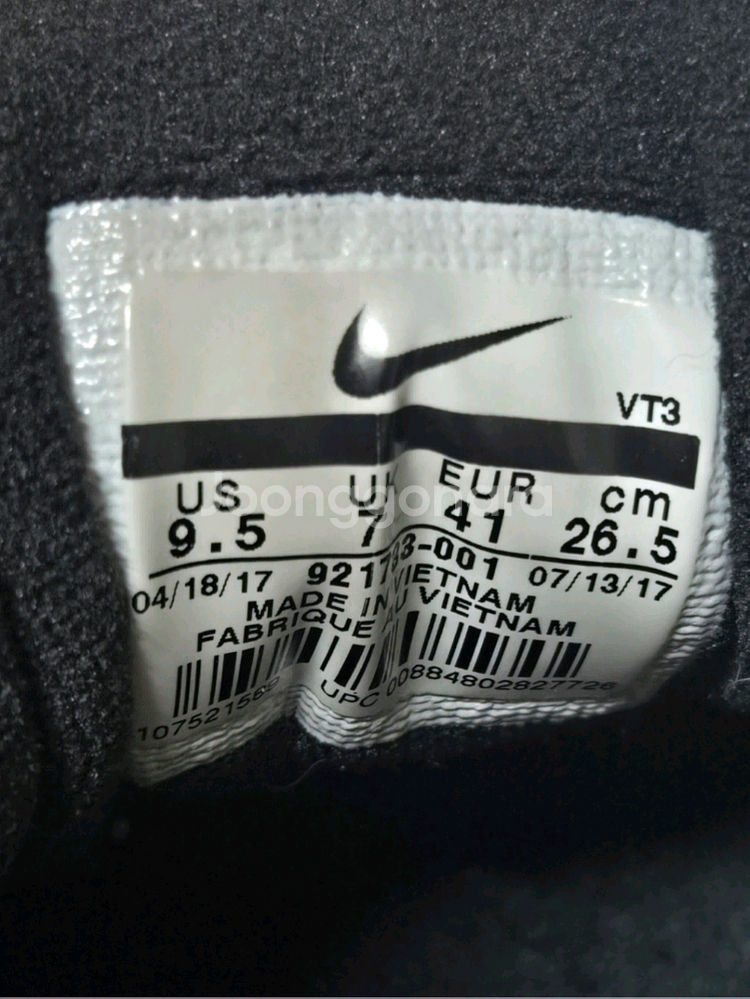 VT3
US UK EUR cm
9.5 7 41 26.5
04/18/17 921733-001 07/13/17
MADE IN VIETNAM
FABRIQUE AU VIETNAM
UPC 00884802827726
joonggonara